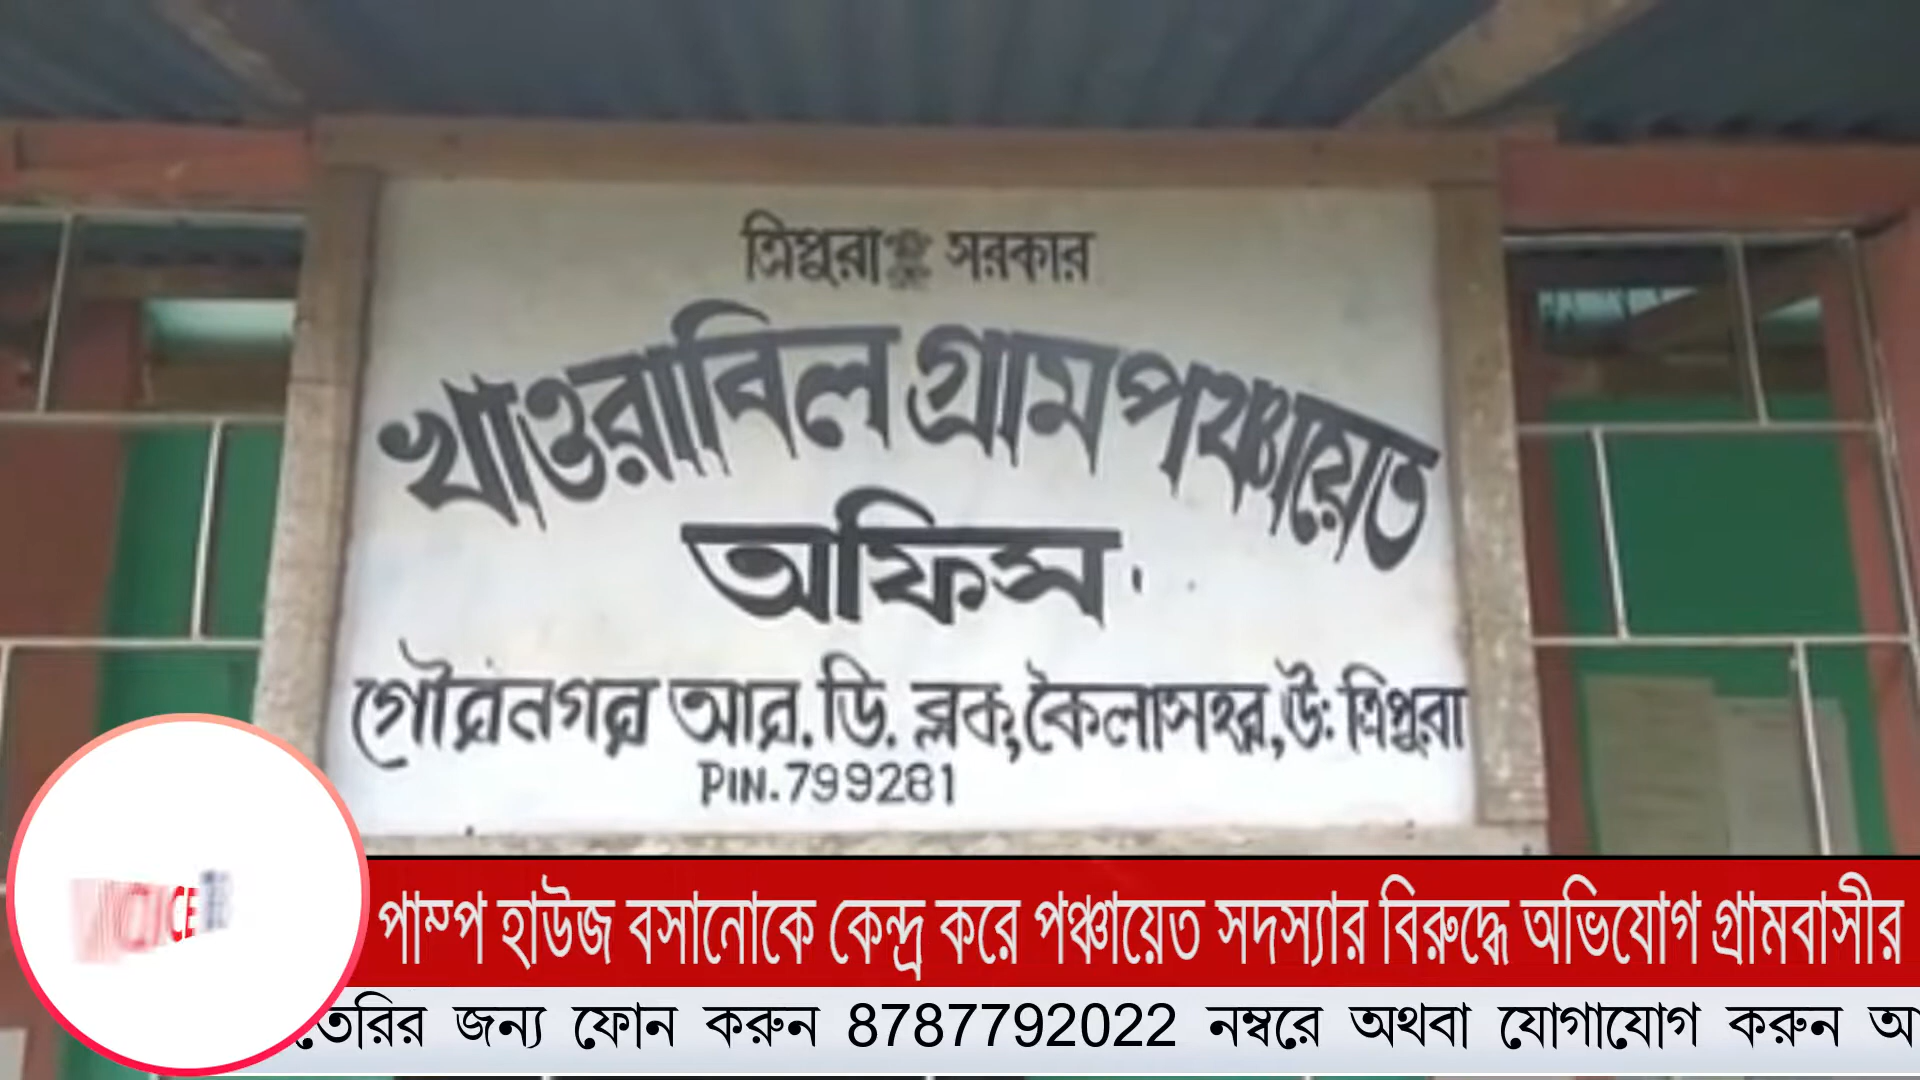 ত্রিপুরা সরকার
খাওরাবিল গ্রাম পঞ্চায়েত
অফিস.
গৌরনগর আর. ডি. ব্লক, কৈলাসহর, উঃ ত্রিপুরা
PIN.799281
পাম্প হাউজ বসানোকে কেন্দ্র করে পঞ্চায়েত সদস্যার বিরুদ্ধে অভিযোগ গ্রামবাসীর
তৈরির জন্য ফোন করুন 8787792022 নম্বরে অথবা যোগাযোগ করুন